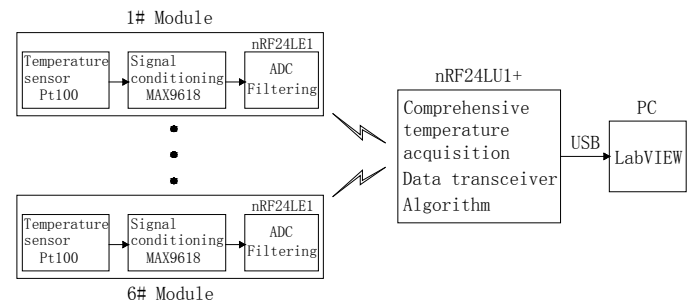 1# Module
nRF24LE1
Temperature
sensor
Pt100
Signal
conditioning
MAX9618
ADC
Filtering
nRF24LU1+
Comprehensive
temperature
acquisition
Data transceiver
Algorithm
USB
PC
LabVIEW
nRF24LE1
Temperature
sensor
Pt100
Signal
conditioning
MAX9618
ADC
Filtering
6# Module